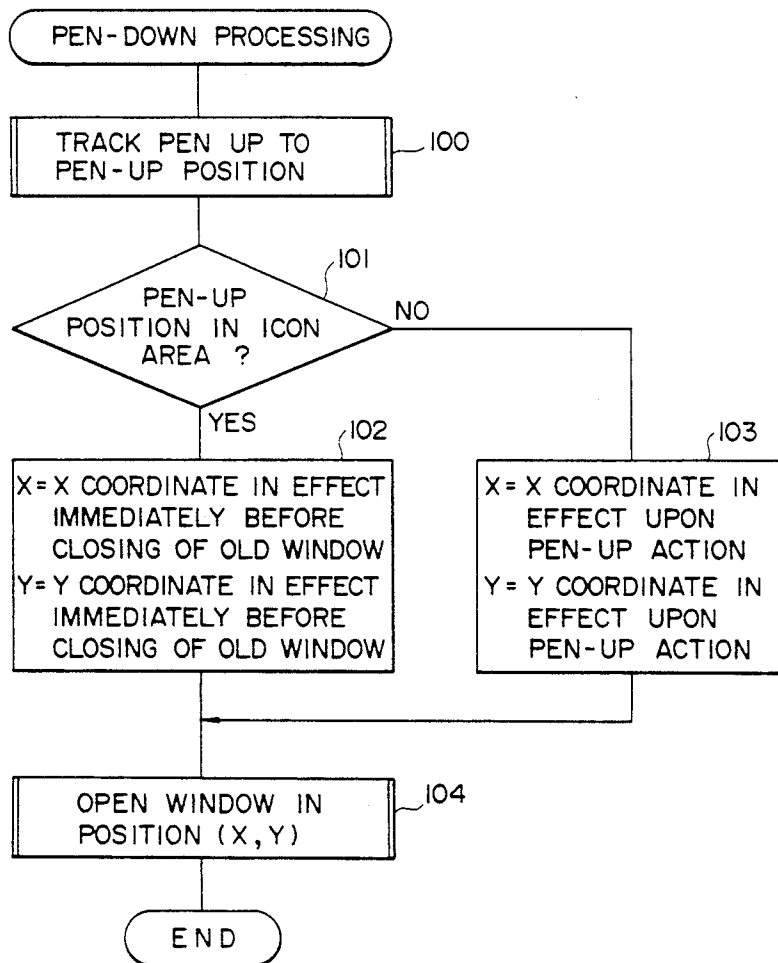 PEN-DOWN PROCESSING
TRACK PEN UP TO
PEN-UP POSITION
100
101
PEN-UP
POSITION IN ICON
AREA ?
NO
YES
102
X= X COORDINATE IN EFFECT
IMMEDIATELY BEFORE
CLOSING OF OLD WINDOW
Y= Y COORDINATE IN EFFECT
IMMEDIATELY BEFORE
CLOSING OF OLD WINDOW
103
X= X COORDINATE IN
EFFECT UPON
PEN-UP ACTION
Y= Y COORDINATE IN
EFFECT UPON
PEN-UP ACTION
OPEN WINDOW IN
POSITION (X,Y)
104
END